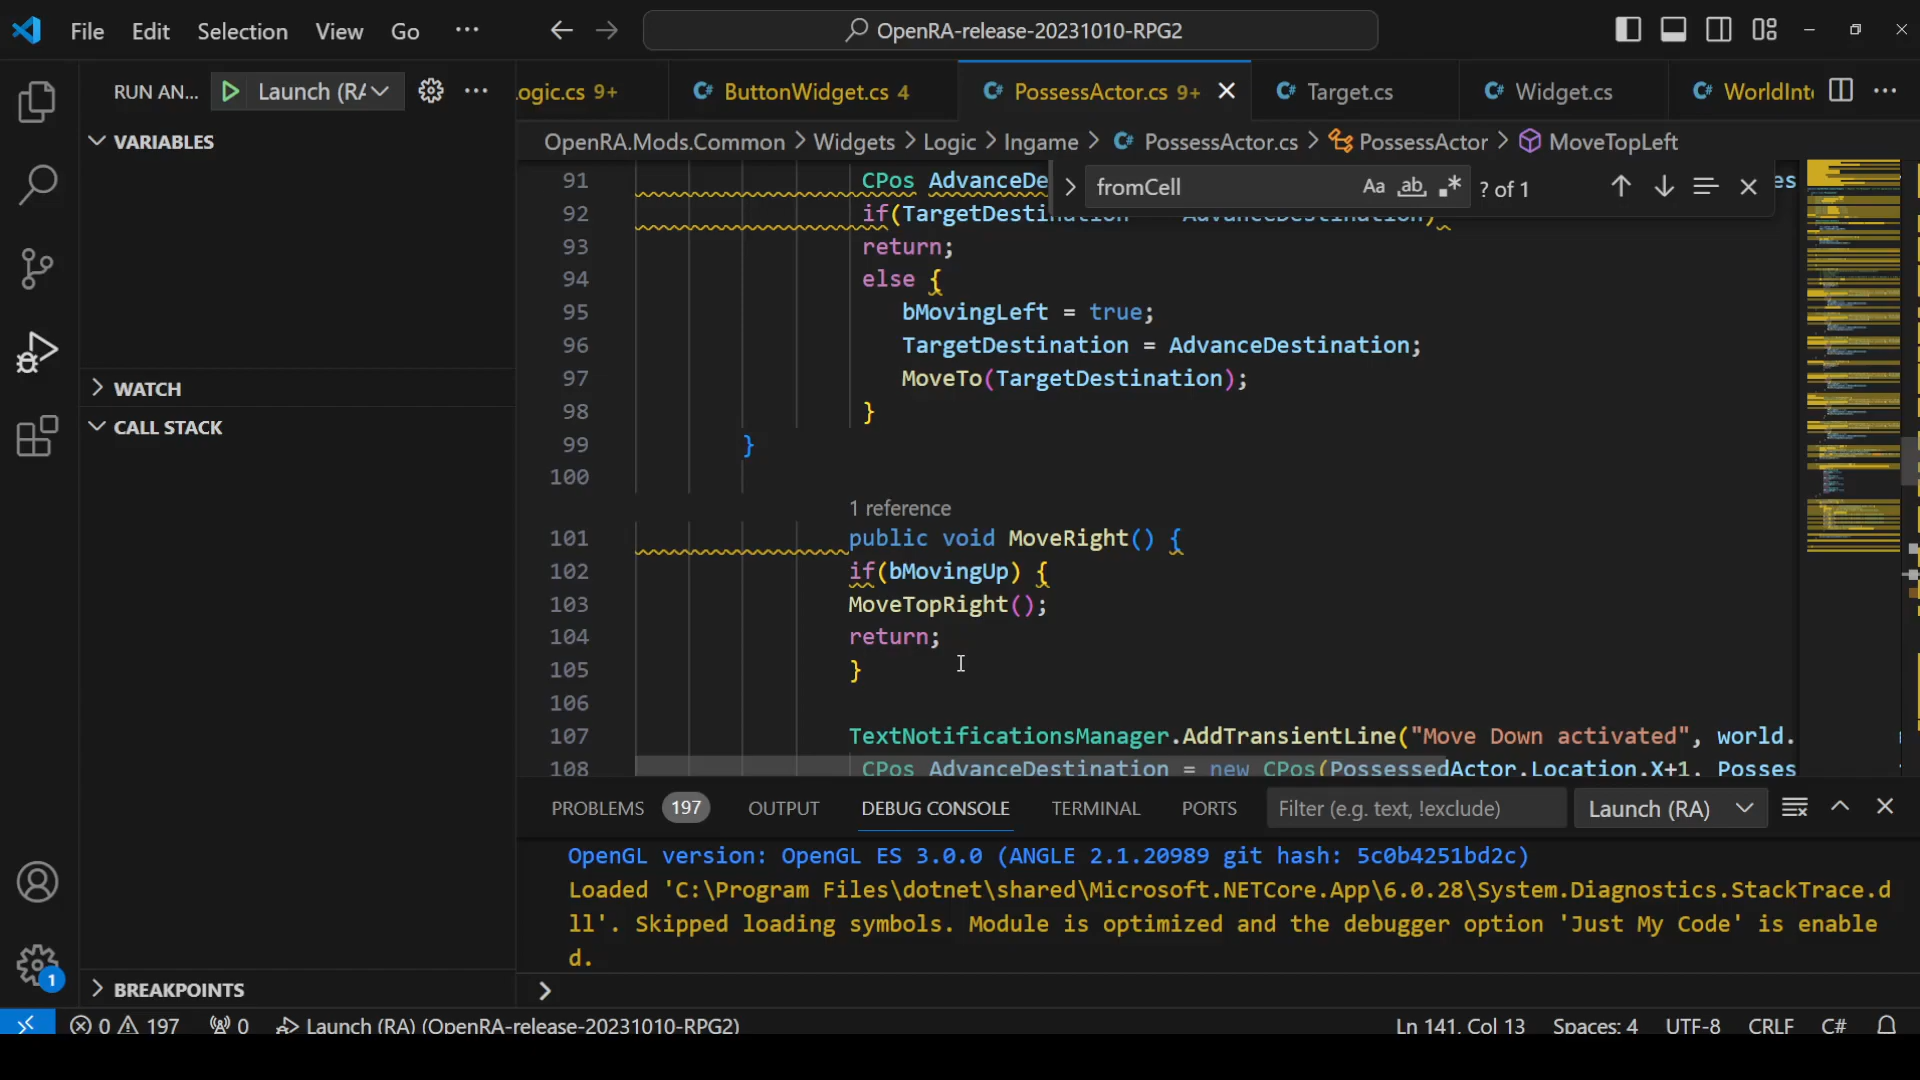 File Edit Selection View Go ··· OpenRA-release-20231010-RPG2
RUN AN... Launch (RA ···
ogic.cs 9+ ButtonWidget.cs 4 PossessActor.cs 9+ Target.cs Widget.cs WorldInt ···
VARIABLES
OpenRA.Mods.Common > Widgets > Logic > Ingame > PossessActor.cs > PossessActor > MoveTopLeft
fromCell Aa ab .* ? of 1
91 CPos AdvanceDe es
92 if(TargetDestination AdvanceDestination)
93 return;
94 else {
95 bMovingLeft = true;
96 TargetDestination = AdvanceDestination;
97 MoveTo(TargetDestination);
98 }
99 }
100
1 reference
101 public void MoveRight() {
102 if(bMovingUp) {
103 MoveTopRight();
104 return;
105 }
106
107 TextNotificationsManager.AddTransientLine("Move Down activated", world.
108 CPos AdvanceDestination = new CPos(PossessedActor.Location.X+1, Posses
WATCH
CALL STACK
BREAKPOINTS
PROBLEMS 197 OUTPUT DEBUG CONSOLE TERMINAL PORTS Filter (e.g. text, !exclude) Launch (RA)
OpenGL version: OpenGL ES 3.0.0 (ANGLE 2.1.20989 git hash: 5c0b4251bd2c)
Loaded 'C:\Program Files\dotnet\shared\Microsoft.NETCore.App\6.0.28\System.Diagnostics.StackTrace.d
ll'. Skipped loading symbols. Module is optimized and the debugger option 'Just My Code' is enable
d.
>
1
0 197 0 Launch (RA) (OpenRA-release-20231010-RPG2) Ln 141, Col 13 Spaces: 4 UTF-8 CRLF C#